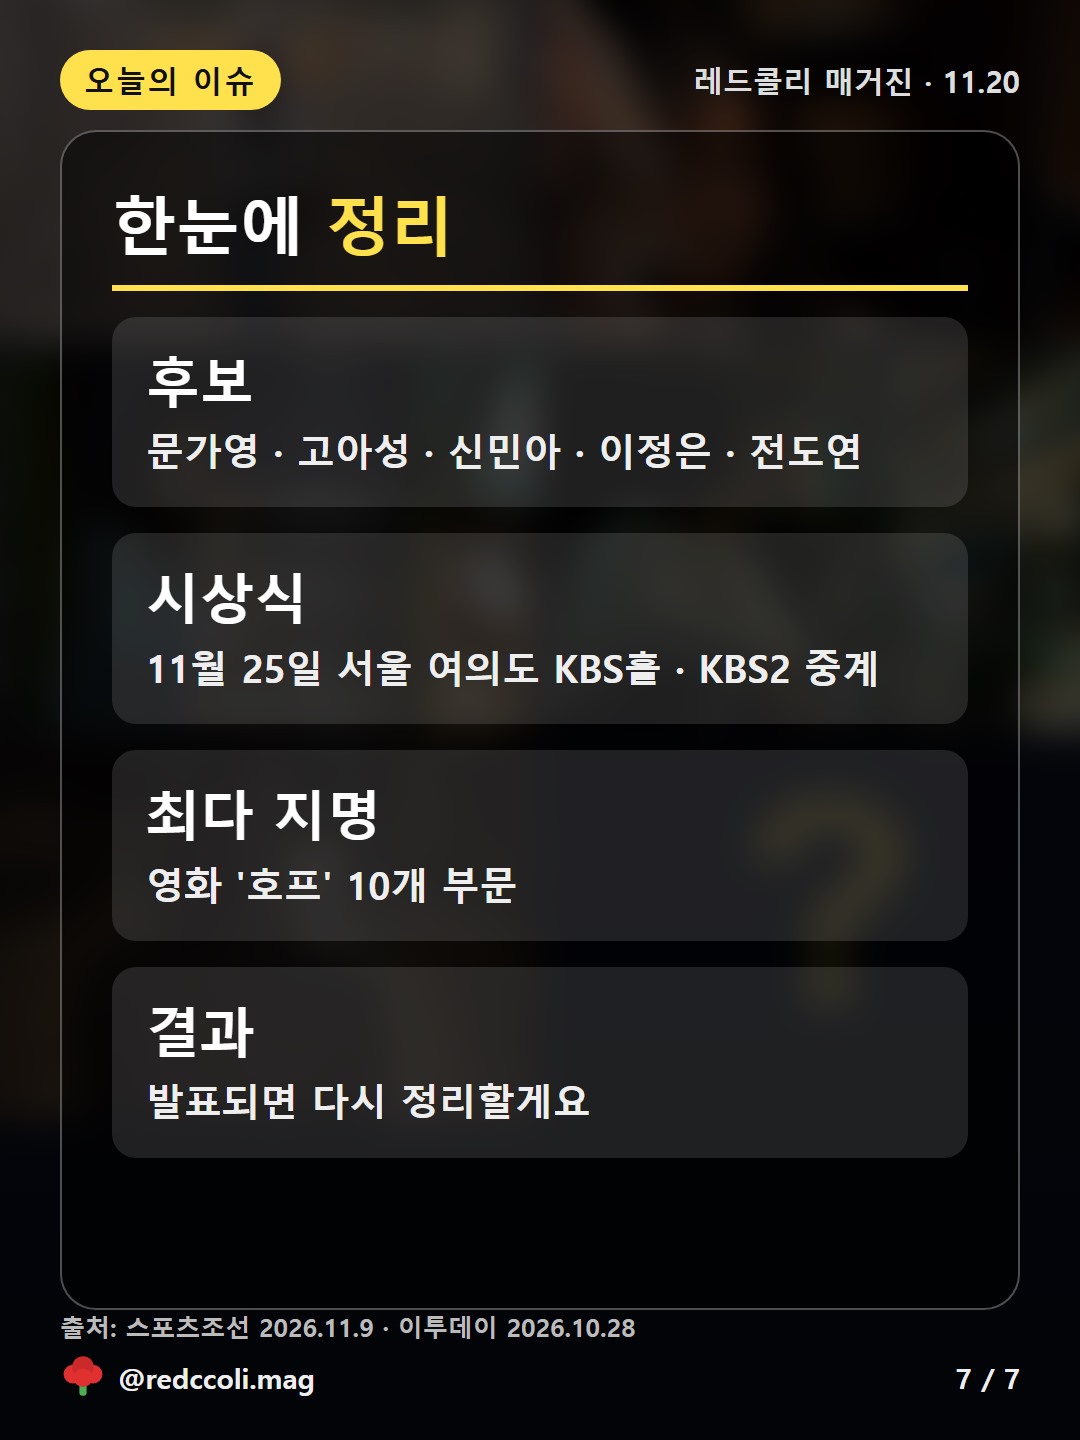 오늘의 이슈
레드콜리 매거진 · 11.20
한눈에 정리
후보
문가영 · 고아성 · 신민아 · 이정은 · 전도연
시상식
11월 25일 서울 여의도 KBS홀 · KBS2 중계
최다 지명
영화 '호프' 10개 부문
?
결과
발표되면 다시 정리할게요
출처: 스포츠조선 2026.11.9 · 이투데이 2026.10.28
@redccoli.mag
7 / 7